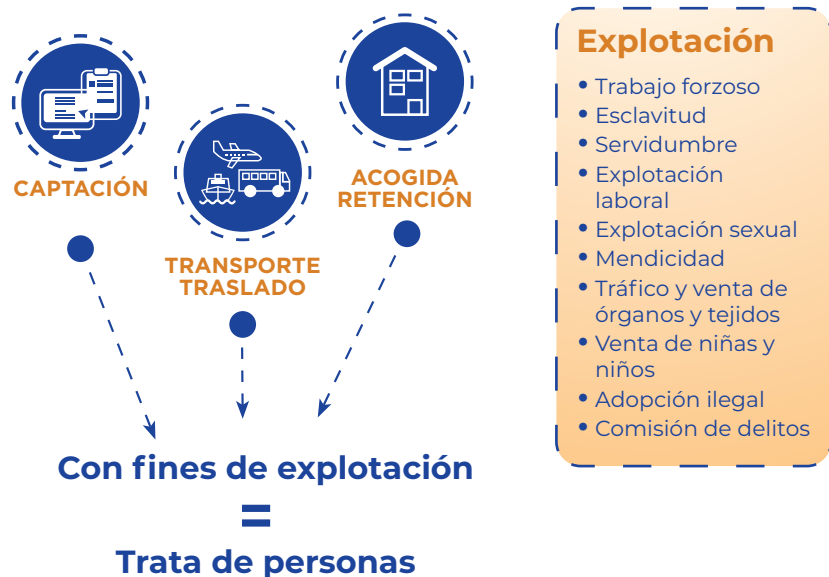 CAPTACIÓN
TRANSPORTE
TRASLADO
ACOGIDA
RETENCIÓN
Con fines de explotación
=
Trata de personas
Explotación
• Trabajo forzoso
• Esclavitud
• Servidumbre
• Explotación
laboral
• Explotación sexual
• Mendicidad
• Tráfico y venta de
órganos y tejidos
• Venta de niñas y
niños
• Adopción ilegal
• Comisión de delitos